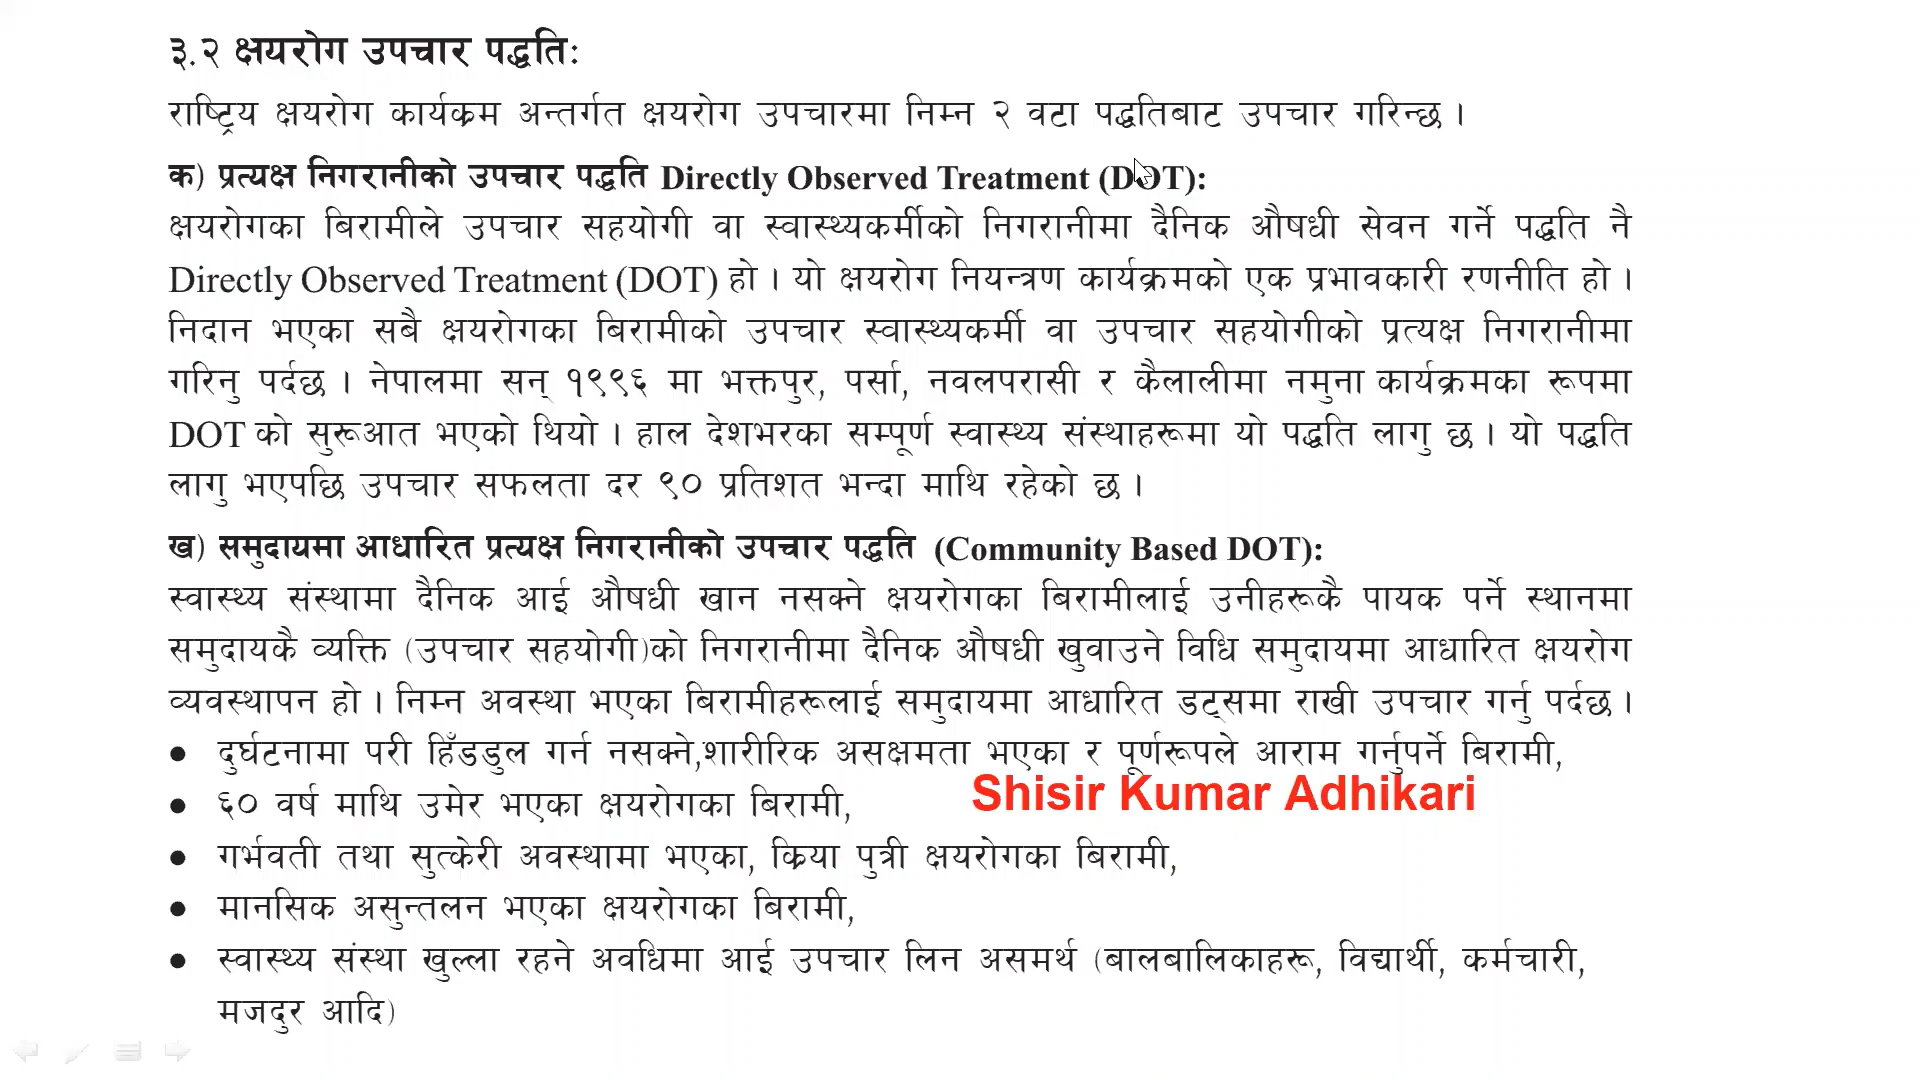 ३.२ क्षयरोग उपचार पद्धतिः
राष्ट्रिय क्षयरोग कार्यक्रम अन्तर्गत क्षयरोग उपचारमा निम्न २ वटा पद्धतिबाट उपचार गरिन्छ ।
क) प्रत्यक्ष निगरानीको उपचार पद्धति Directly Observed Treatment (DOT):
क्षयरोगका बिरामीले उपचार सहयोगी वा स्वास्थ्यकर्मीको निगरानीमा दैनिक औषधी सेवन गर्ने पद्धति नै
Directly Observed Treatment (DOT) हो । यो क्षयरोग नियन्त्रण कार्यक्रमको एक प्रभावकारी रणनीति हो ।
निदान भएका सबै क्षयरोगका बिरामीको उपचार स्वास्थ्यकर्मी वा उपचार सहयोगीको प्रत्यक्ष निगरानीमा
गरिनु पर्दछ । नेपालमा सन् १९९६ मा भक्तपुर, पर्सा, नवलपरासी र कैलालीमा नमुना कार्यक्रमका रूपमा
DOT को सुरूआत भएको थियो । हाल देशभरका सम्पूर्ण स्वास्थ्य संस्थाहरूमा यो पद्धति लागु छ । यो पद्धति
लागु भएपछि उपचार सफलता दर ९० प्रतिशत भन्दा माथि रहेको छ ।
ख) समुदायमा आधारित प्रत्यक्ष निगरानीको उपचार पद्धति (Community Based DOT):
स्वास्थ्य संस्थामा दैनिक आई औषधी खान नसक्ने क्षयरोगका बिरामीलाई उनीहरूकै पायक पर्ने स्थानमा
समुदायकै व्यक्ति (उपचार सहयोगी)को निगरानीमा दैनिक औषधी खुवाउने विधि समुदायमा आधारित क्षयरोग
व्यवस्थापन हो । निम्न अवस्था भएका बिरामीहरूलाई समुदायमा आधारित डट्समा राखी उपचार गर्नु पर्दछ ।
● दुर्घटनामा परी हिँडडुल गर्न नसक्ने,शारीरिक असक्षमता भएका र पूर्णरूपले आराम गर्नुपर्ने बिरामी,
● ६० वर्ष माथि उमेर भएका क्षयरोगका बिरामी,
Shisir Kumar Adhikari
● गर्भवती तथा सुत्केरी अवस्थामा भएका, क्रिया पुत्री क्षयरोगका बिरामी,
● मानसिक असुन्तलन भएका क्षयरोगका बिरामी,
● स्वास्थ्य संस्था खुल्ला रहने अवधिमा आई उपचार लिन असमर्थ (बालबालिकाहरू, विद्यार्थी, कर्मचारी,
मजदुर आदि)